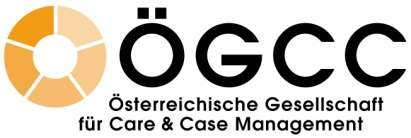 ÖGCC
Österreichische Gesellschaft
für Care & Case Management